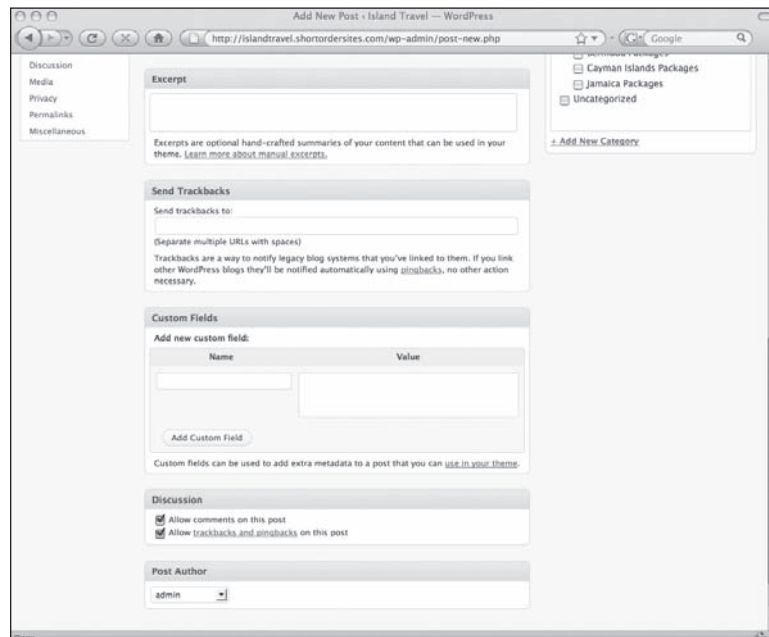 Add New Post ‹ Island Travel — WordPress
http://islandtravel.shortordersites.com/wp-admin/post-new.php
Google
Discussion
Media
Privacy
Permalinks
Miscellaneous
Excerpt
Excerpts are optional hand-crafted summaries of your content that can be used in your
theme. Learn more about manual excerpts.
Send Trackbacks
Send trackbacks to:
(Separate multiple URLs with spaces)
Trackbacks are a way to notify legacy blog systems that you've linked to them. If you link
other WordPress blogs they'll be notified automatically using pingbacks, no other action
necessary.
Custom Fields
Add new custom field:
Name Value
Add Custom Field
Custom fields can be used to add extra metadata to a post that you can use in your theme.
Discussion
Allow comments on this post
Allow trackbacks and pingbacks on this post
Post Author
admin
Bermuda Packages
Cayman Islands Packages
Jamaica Packages
Uncategorized
+ Add New Category